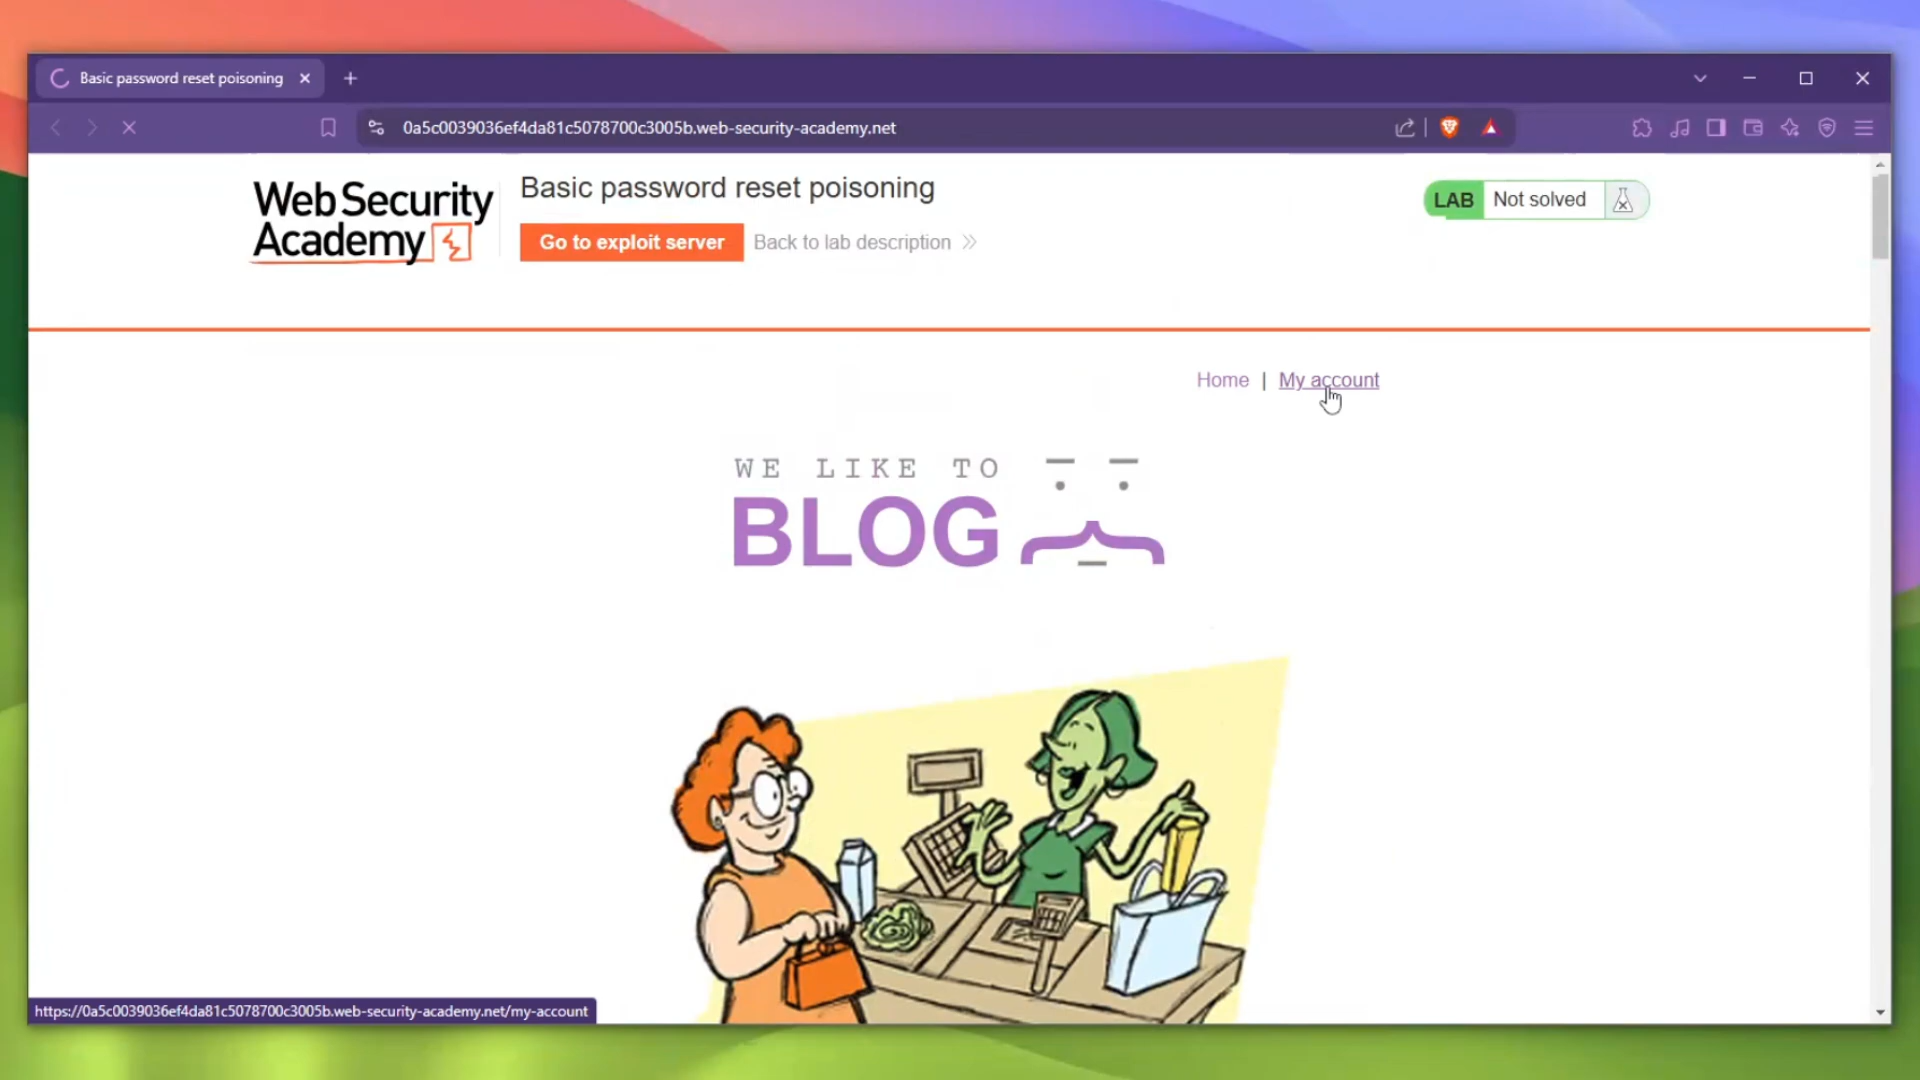 Basic password reset poisoning
0a5c0039036ef4da81c5078700c3005b.web-security-academy.net
Web Security
Academy
Basic password reset poisoning
Go to exploit server
Back to lab description
LAB
Not solved
Home | My account
WE LIKE TO
BLOG
https://0a5c0039036ef4da81c5078700c3005b.web-security-academy.net/my-account